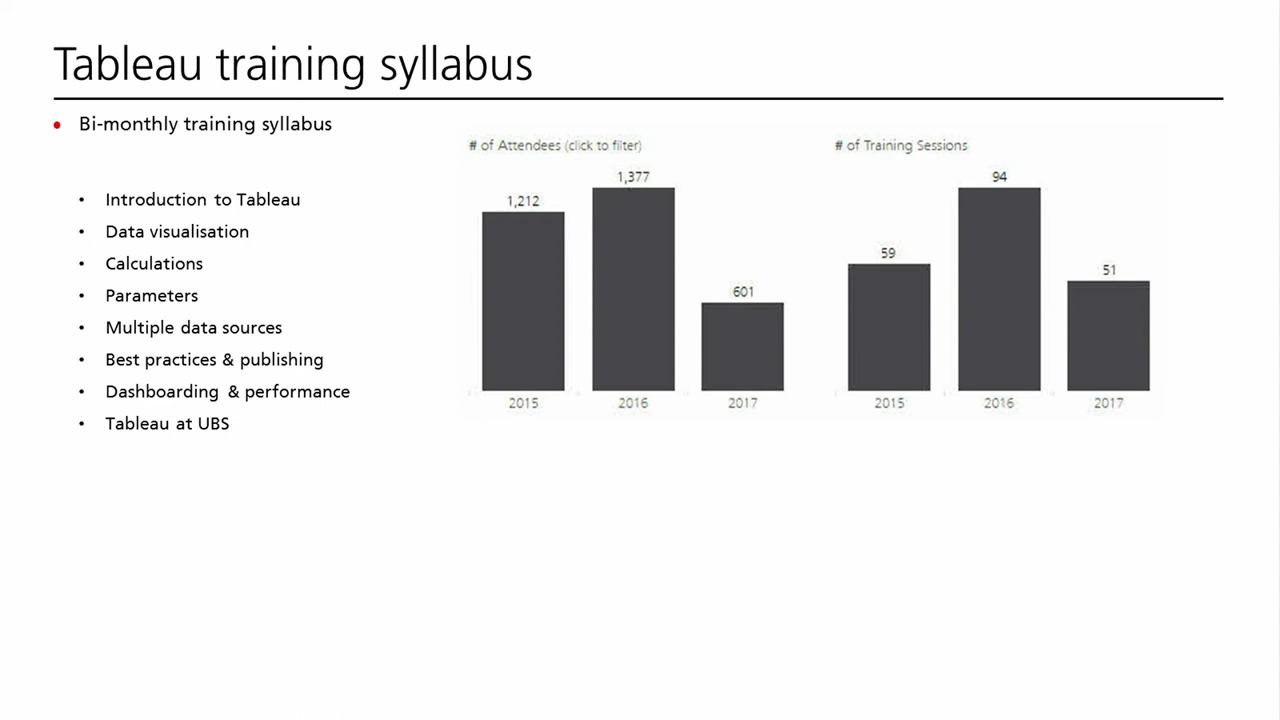 Tableau training syllabus
• Bi-monthly training syllabus
• Introduction to Tableau
• Data visualisation
• Calculations
• Parameters
• Multiple data sources
• Best practices & publishing
• Dashboarding & performance
• Tableau at UBS
# of Attendees (click to filter)
1,212
1,377
601
2015 2016 2017
# of Training Sessions
59
94
51
2015 2016 2017